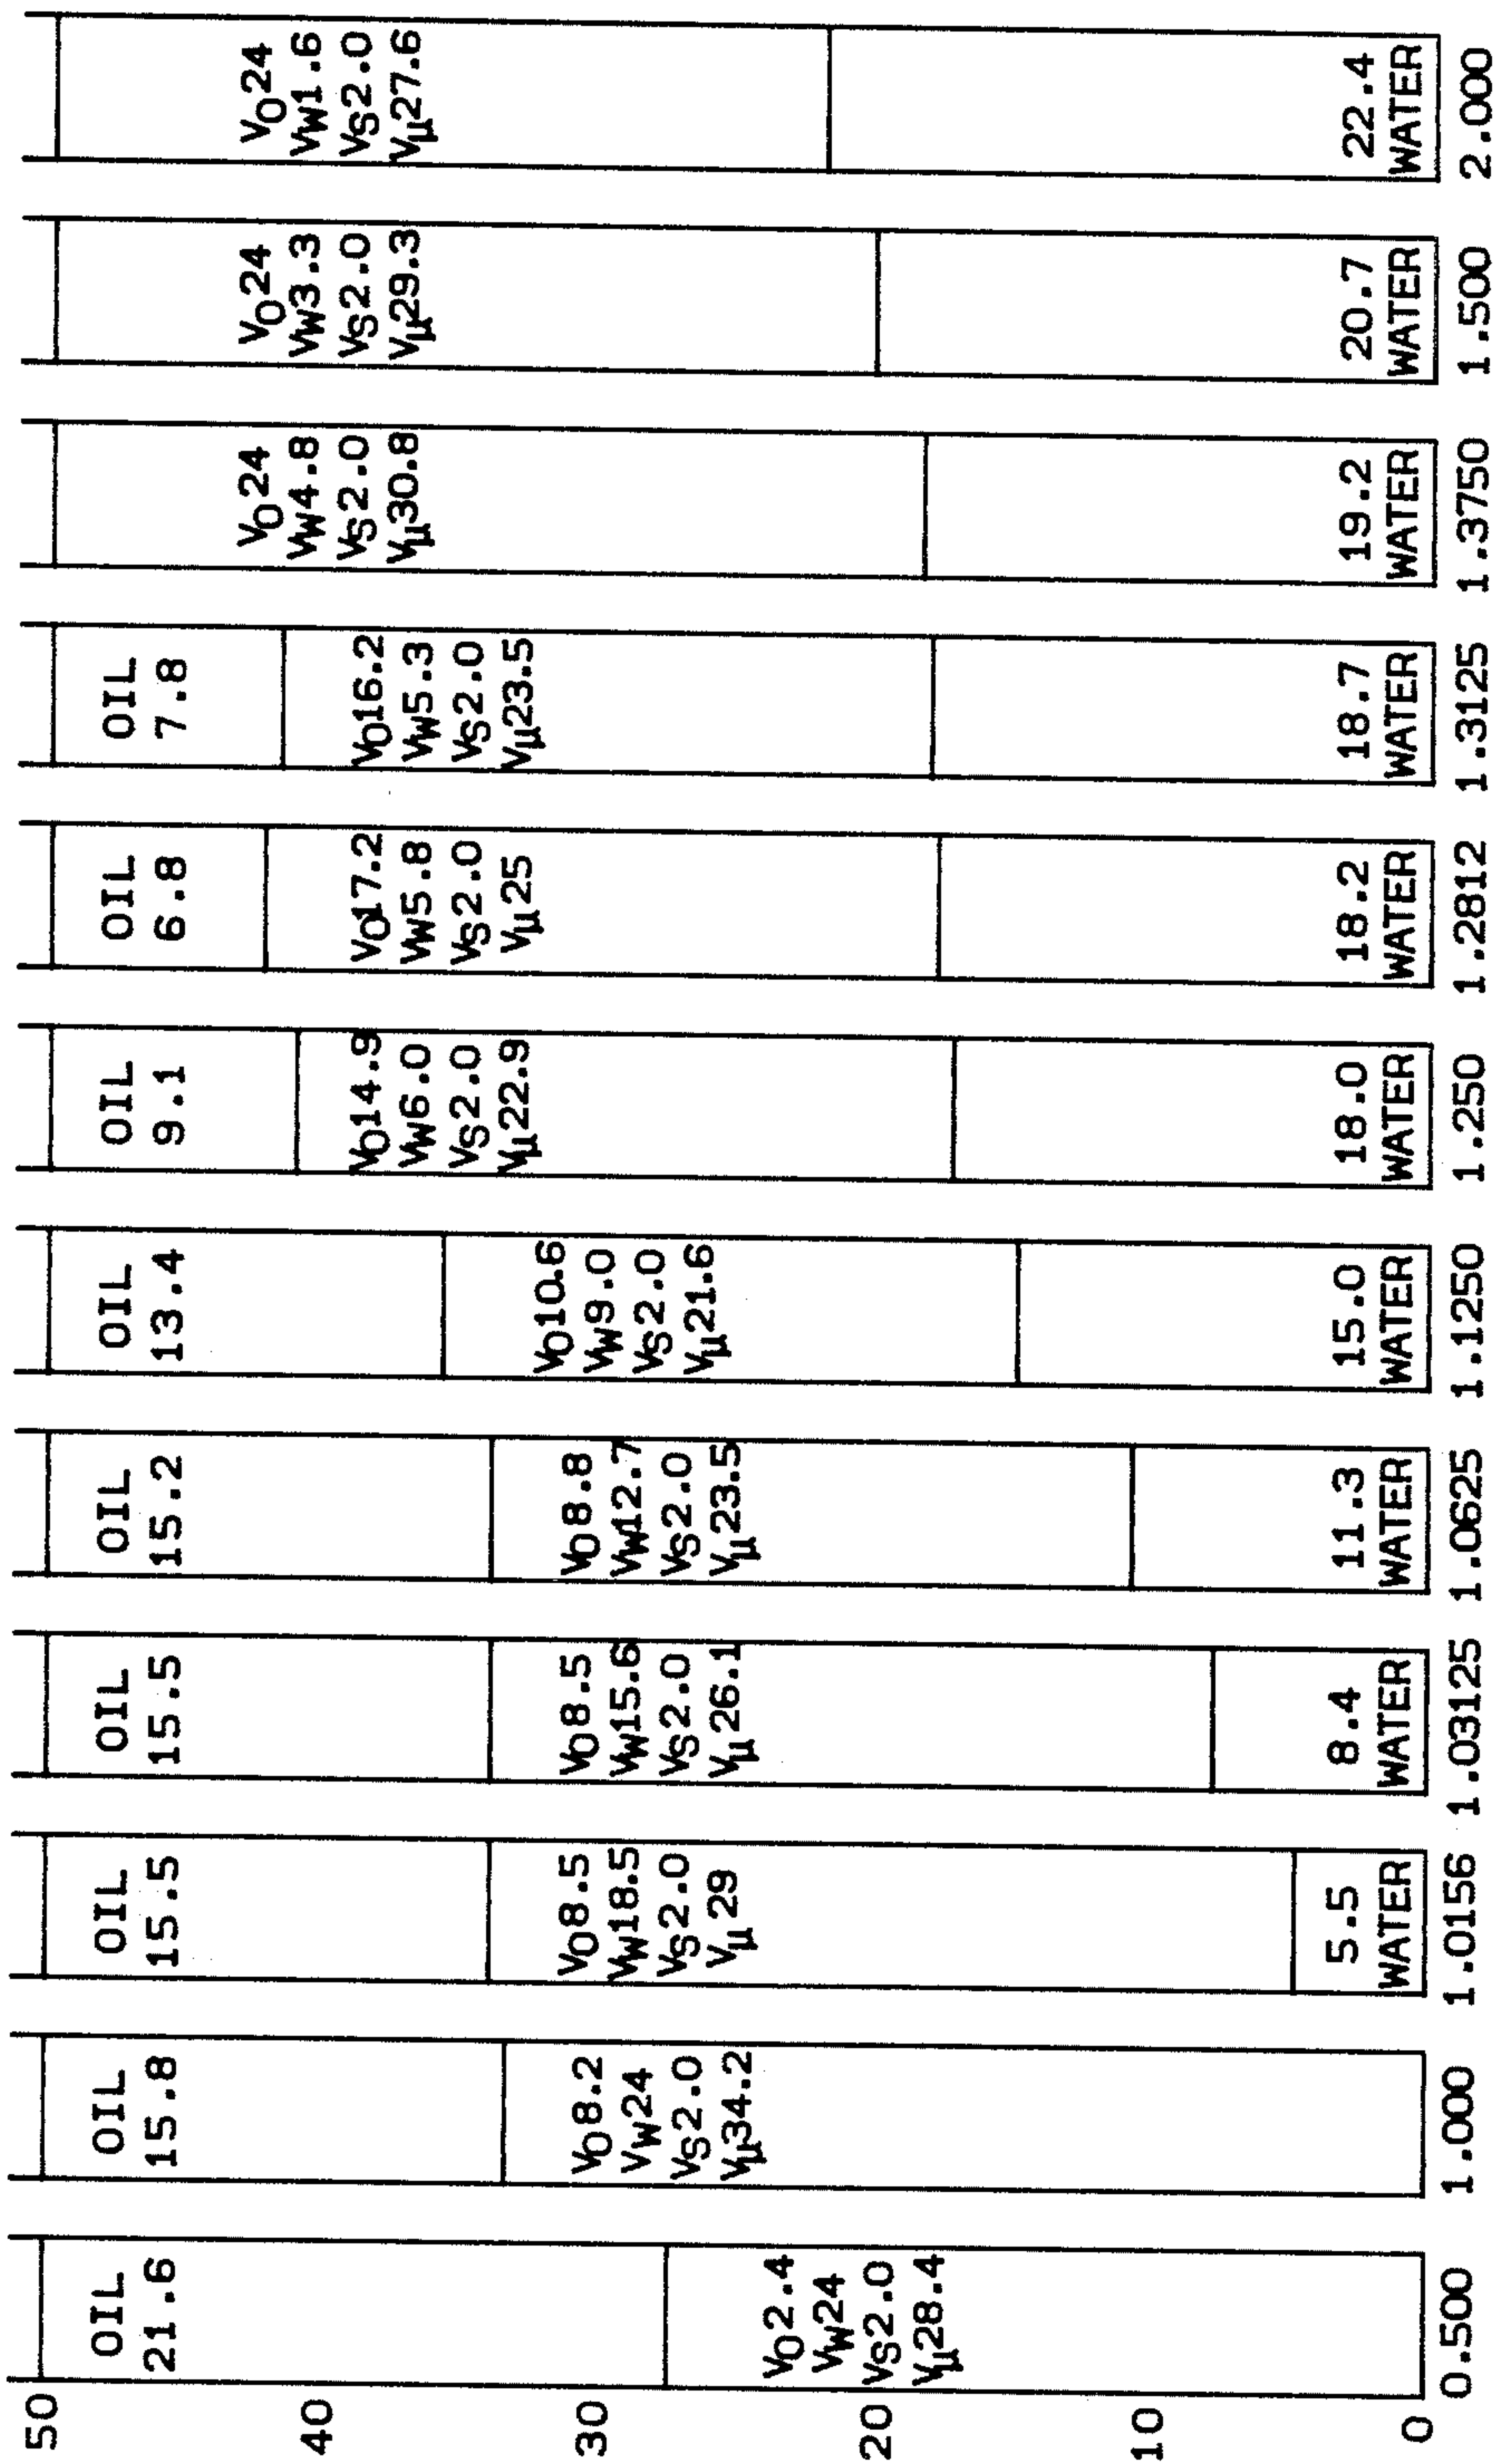 50
40
30
20
10
0
OIL
21.6
VO2.4
VW24
VS2.0
Vμ28.4
0.500
OIL
15.8
VO8.2
VW24
VS2.0
Vμ34.2
1.000
OIL
15.5
VO8.5
VW18.5
VS2.0
Vμ29
5.5
WATER
1.0156
OIL
15.5
VO8.5
VW15.6
VS2.0
Vμ26.1
8.4
WATER
1.03125
OIL
15.2
VO8.8
VW12.7
VS2.0
Vμ23.5
11.3
WATER
1.0625
OIL
13.4
VO10.6
VW9.0
VS2.0
Vμ21.6
15.0
WATER
1.1250
OIL
9.1
VO14.9
VW6.0
VS2.0
Vμ22.9
18.0
WATER
1.250
OIL
6.8
VO17.2
VW5.8
VS2.0
Vμ25
18.2
WATER
1.2812
OIL
7.8
VO16.2
VW5.3
VS2.0
Vμ23.5
18.7
WATER
1.3125
VO24
VW4.8
VS2.0
Vμ30.8
19.2
WATER
1.3750
VO24
VW3.3
VS2.0
Vμ29.3
20.7
WATER
1.500
VO24
VW1.6
VS2.0
Vμ27.6
22.4
WATER
2.000